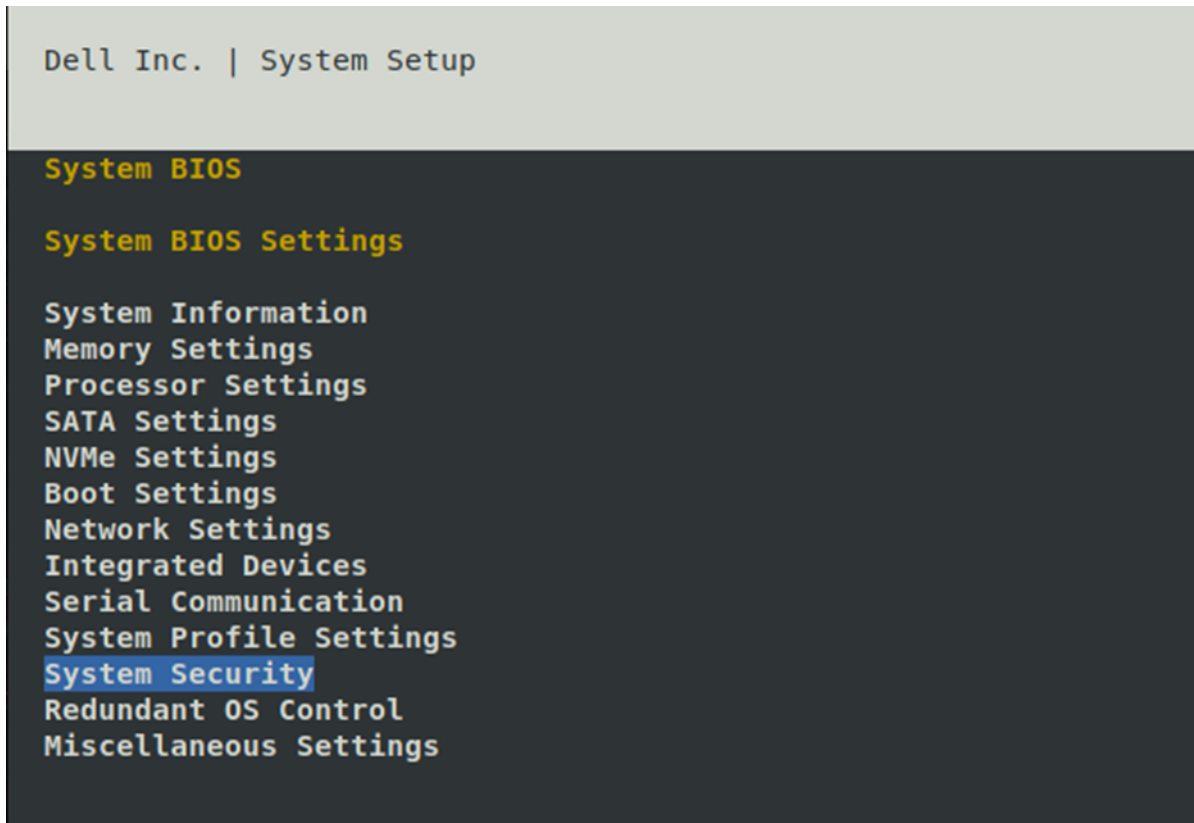 Dell Inc. | System Setup
System BIOS
System BIOS Settings
System Information
Memory Settings
Processor Settings
SATA Settings
NVMe Settings
Boot Settings
Network Settings
Integrated Devices
Serial Communication
System Profile Settings
System Security
Redundant OS Control
Miscellaneous Settings